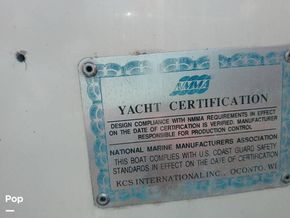 NMMA
YACHT CERTIFICATION
DESIGN COMPLIANCE WITH NMMA REQUIREMENTS IN EFFECT
ON THE DATE OF CERTIFICATION IS VERIFIED. MANUFACTURER
RESPONSIBLE FOR PRODUCTION CONTROL
NATIONAL MARINE MANUFACTURERS ASSOCIATION
THIS BOAT COMPLIES WITH U.S. COAST GUARD SAFETY
STANDARDS IN EFFECT ON THE DATE OF CERTIFICATION
KCS INTERNATIONAL INC., OCONTO, WI
Pop